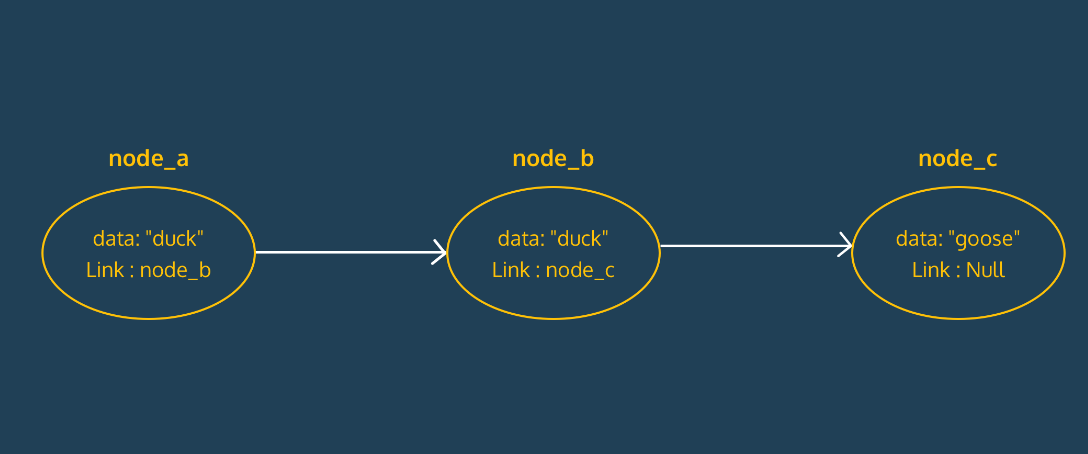 node_a
data: "duck"
Link : node_b
node_b
data: "duck"
Link : node_c
node_c
data: "goose"
Link : Null